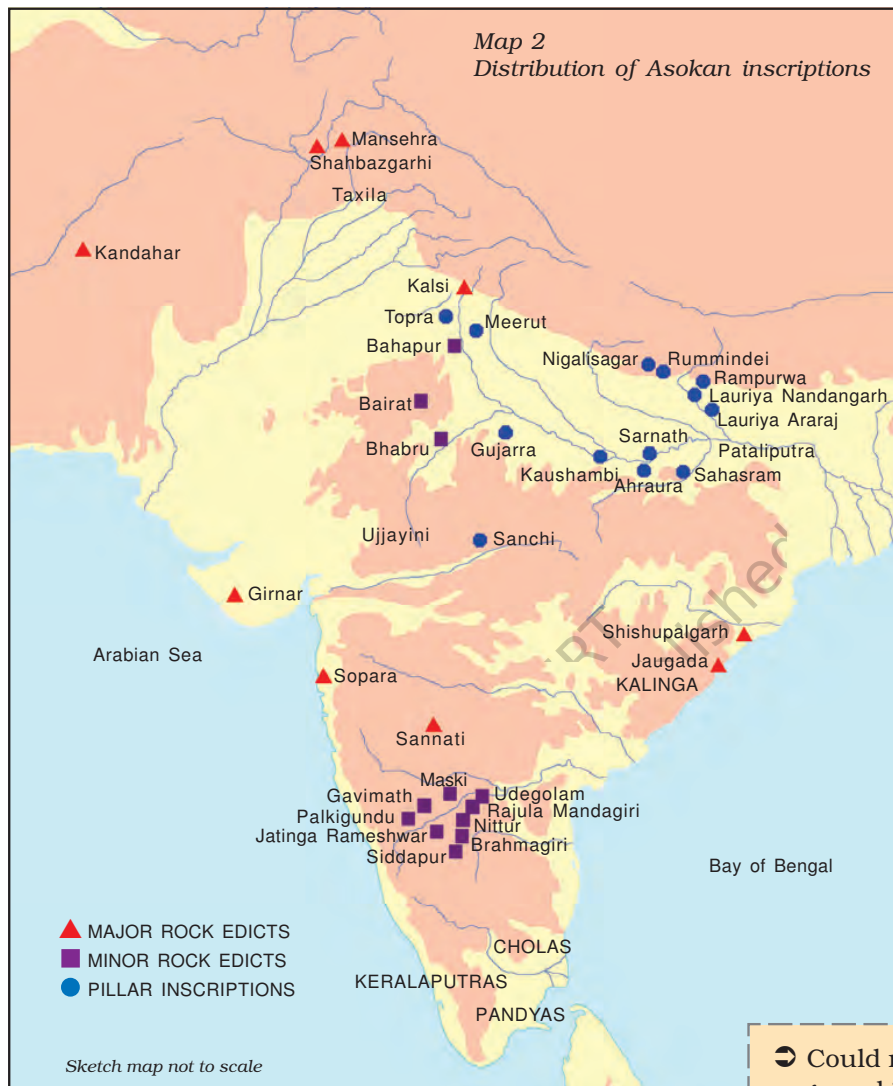 Map 2
Distribution of Asokan inscriptions
Mansehra
Shahbazgarhi
Taxila
Kandahar
Kalsi
Topra
Meerut
Bahapur
Nigalisagar
Rummindei
Rampurwa
Bairat
Lauriya Nandangarh
Lauriya Araraj
Bhabru
Gujarra
Sarnath
Pataliputra
Kaushambi
Ahraura
Sahasram
Ujjayini
Sanchi
Girnar
Shishupalgarh
Arabian Sea
Jaugada
Sopara
KALINGA
Sannati
Maski
Gavimath
Udegolam
Palkigundu
Rajula Mandagiri
Jatinga Rameshwar
Nittur
Siddapur
Brahmagiri
Bay of Bengal
MAJOR ROCK EDICTS
MINOR ROCK EDICTS
PILLAR INSCRIPTIONS
CHOLAS
KERALAPUTRAS
PANDYAS
Sketch map not to scale
➲ Could